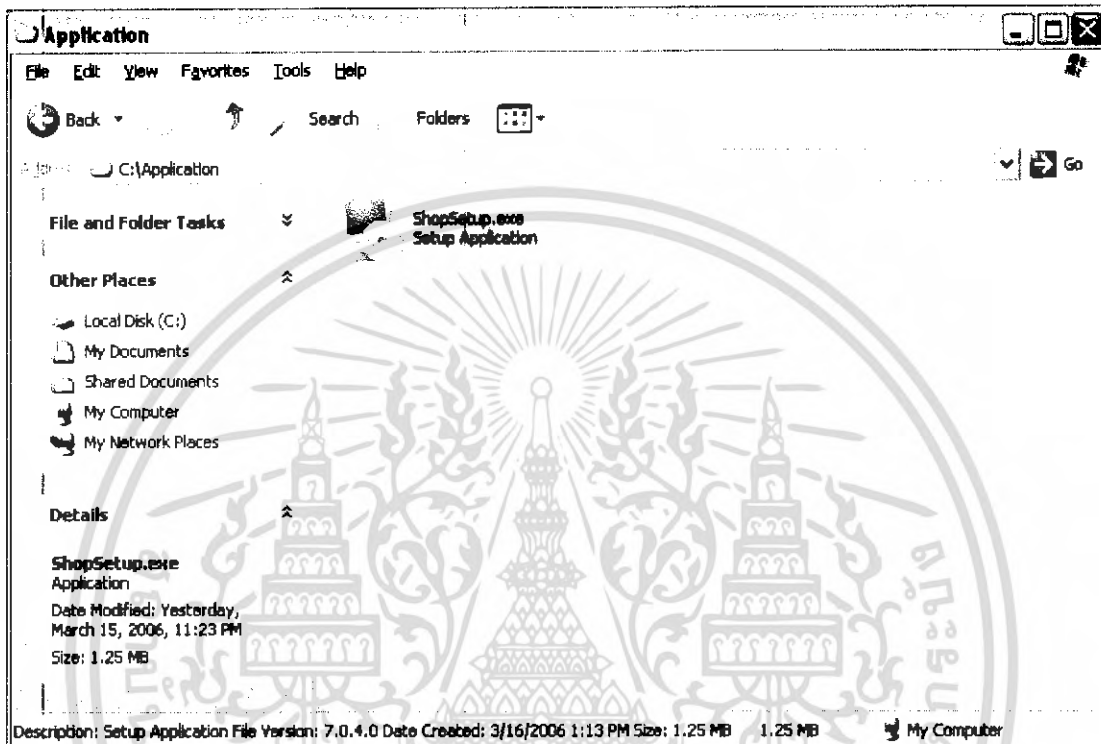 Application
File Edit View Favorites Tools Help
Back Search Folders
C:\Application Go
File and Folder Tasks
ShopSetup.exe
Setup Application
Other Places
Local Disk (C:)
My Documents
Shared Documents
My Computer
My Network Places
Details
ShopSetup.exe
Application
Date Modified: Yesterday,
March 15, 2006, 11:23 PM
Size: 1.25 MB
Description: Setup Application File Version: 7.0.4.0 Date Created: 3/16/2006 1:13 PM Size: 1.25 MB 1.25 MB My Computer